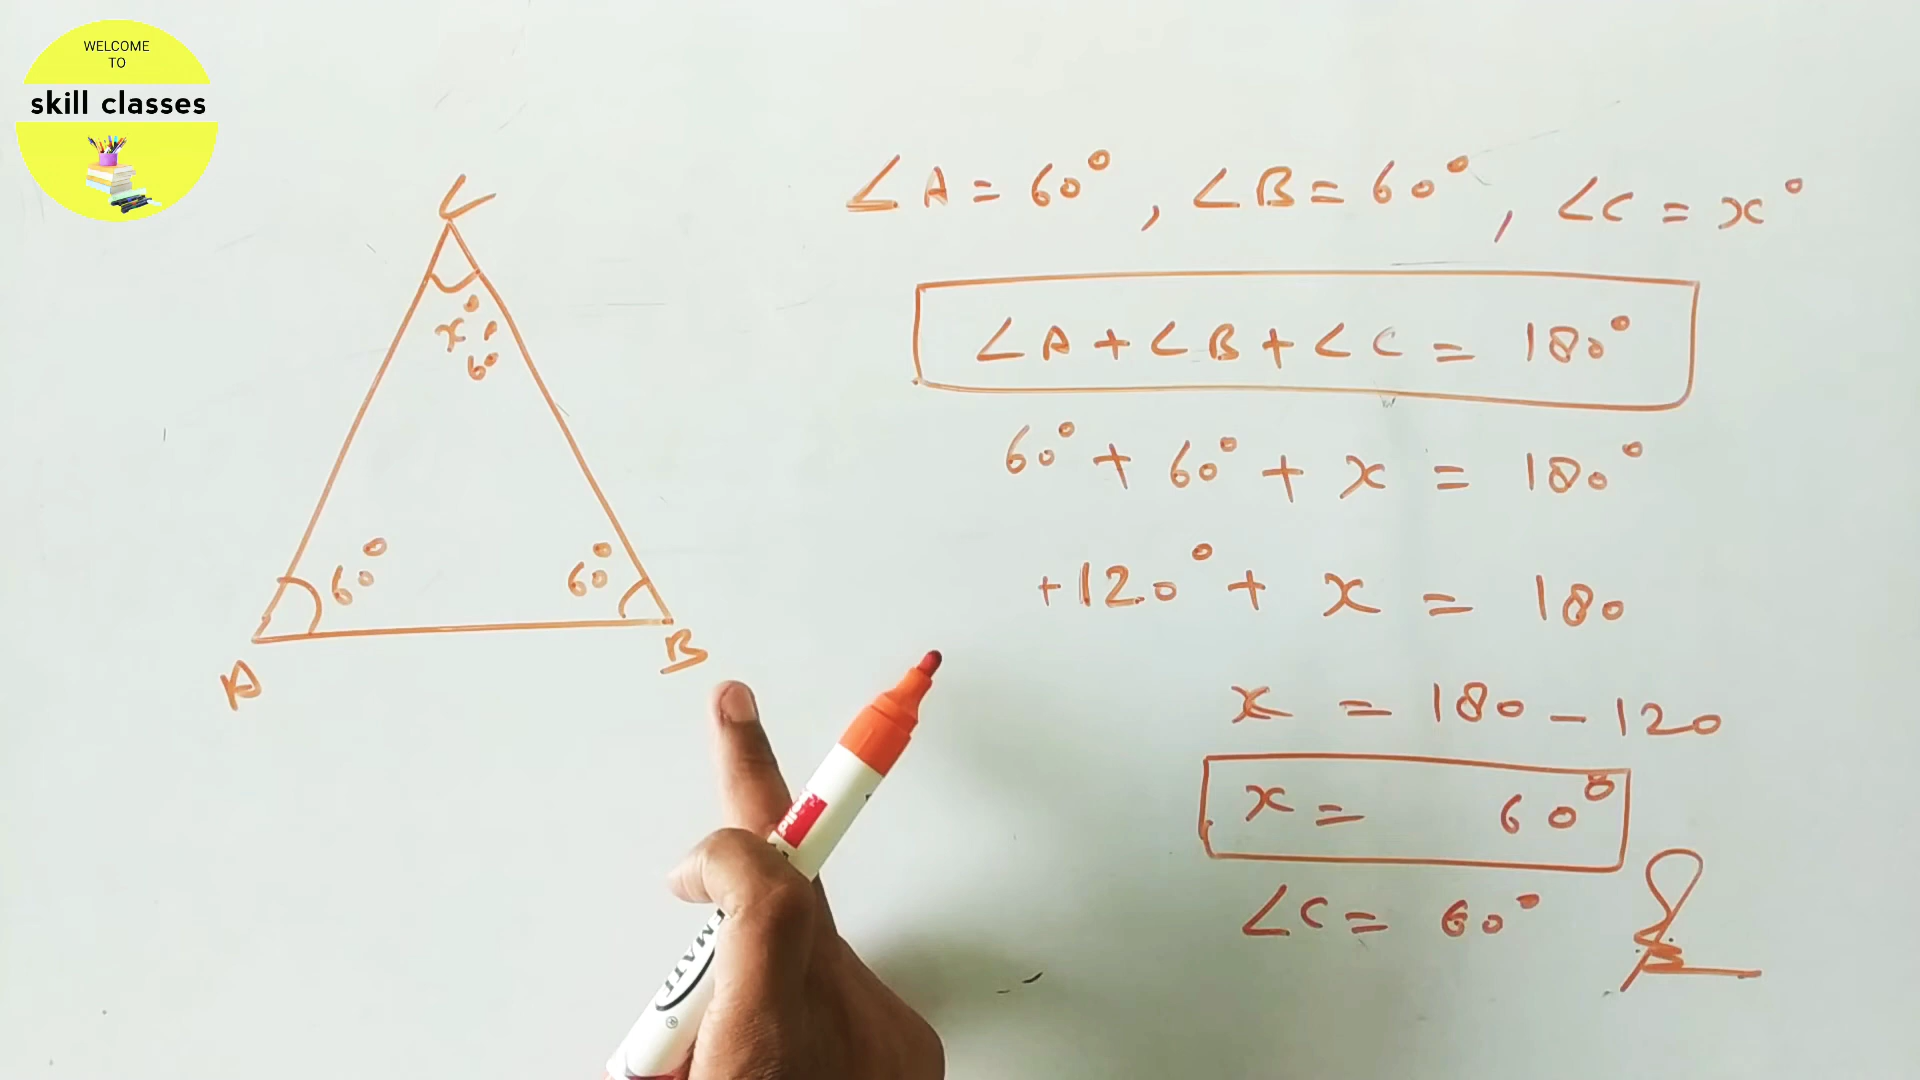 WELCOME
TO
skill classes
C
x°
60
60°
60°
A
B
∠A = 60°, ∠B = 60°, ∠C = x°
∠A + ∠B + ∠C = 180°
60° + 60° + x = 180°
+120° + x = 180
x = 180 - 120
x = 60°
∠C = 60°
MATE ®